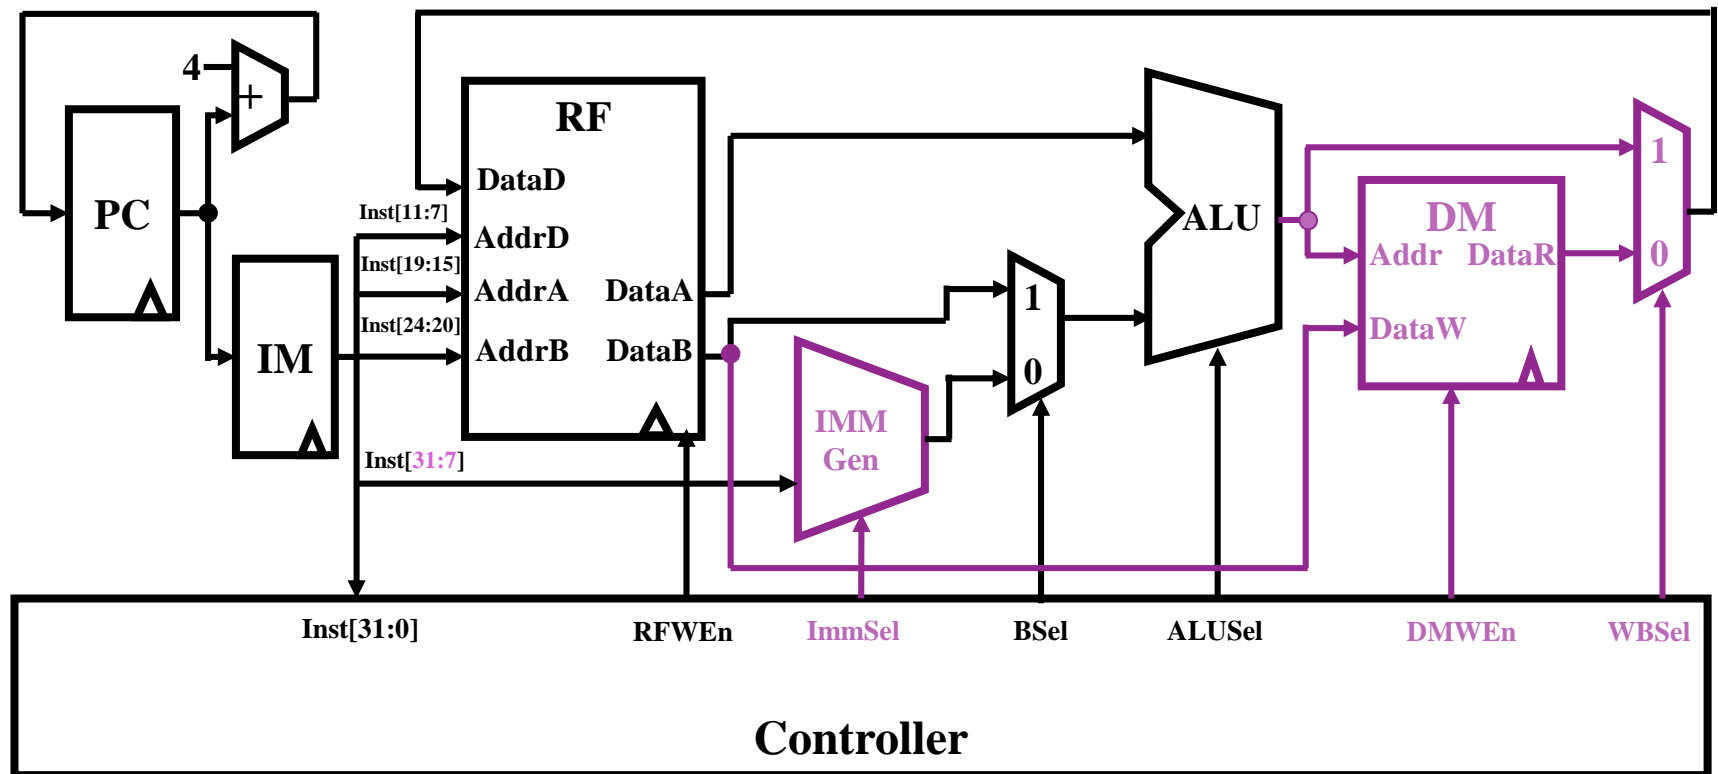 4
+
RF
PC
DataD
Inst[11:7]
AddrD
Inst[19:15]
AddrA
DataA
Inst[24:20]
AddrB
DataB
IM
Inst[31:7]
IMM
Gen
1
0
ALU
DM
Addr
DataR
DataW
1
0
Inst[31:0]
RFWEn
ImmSel
BSel
ALUSel
DMWEn
WBSel
Controller